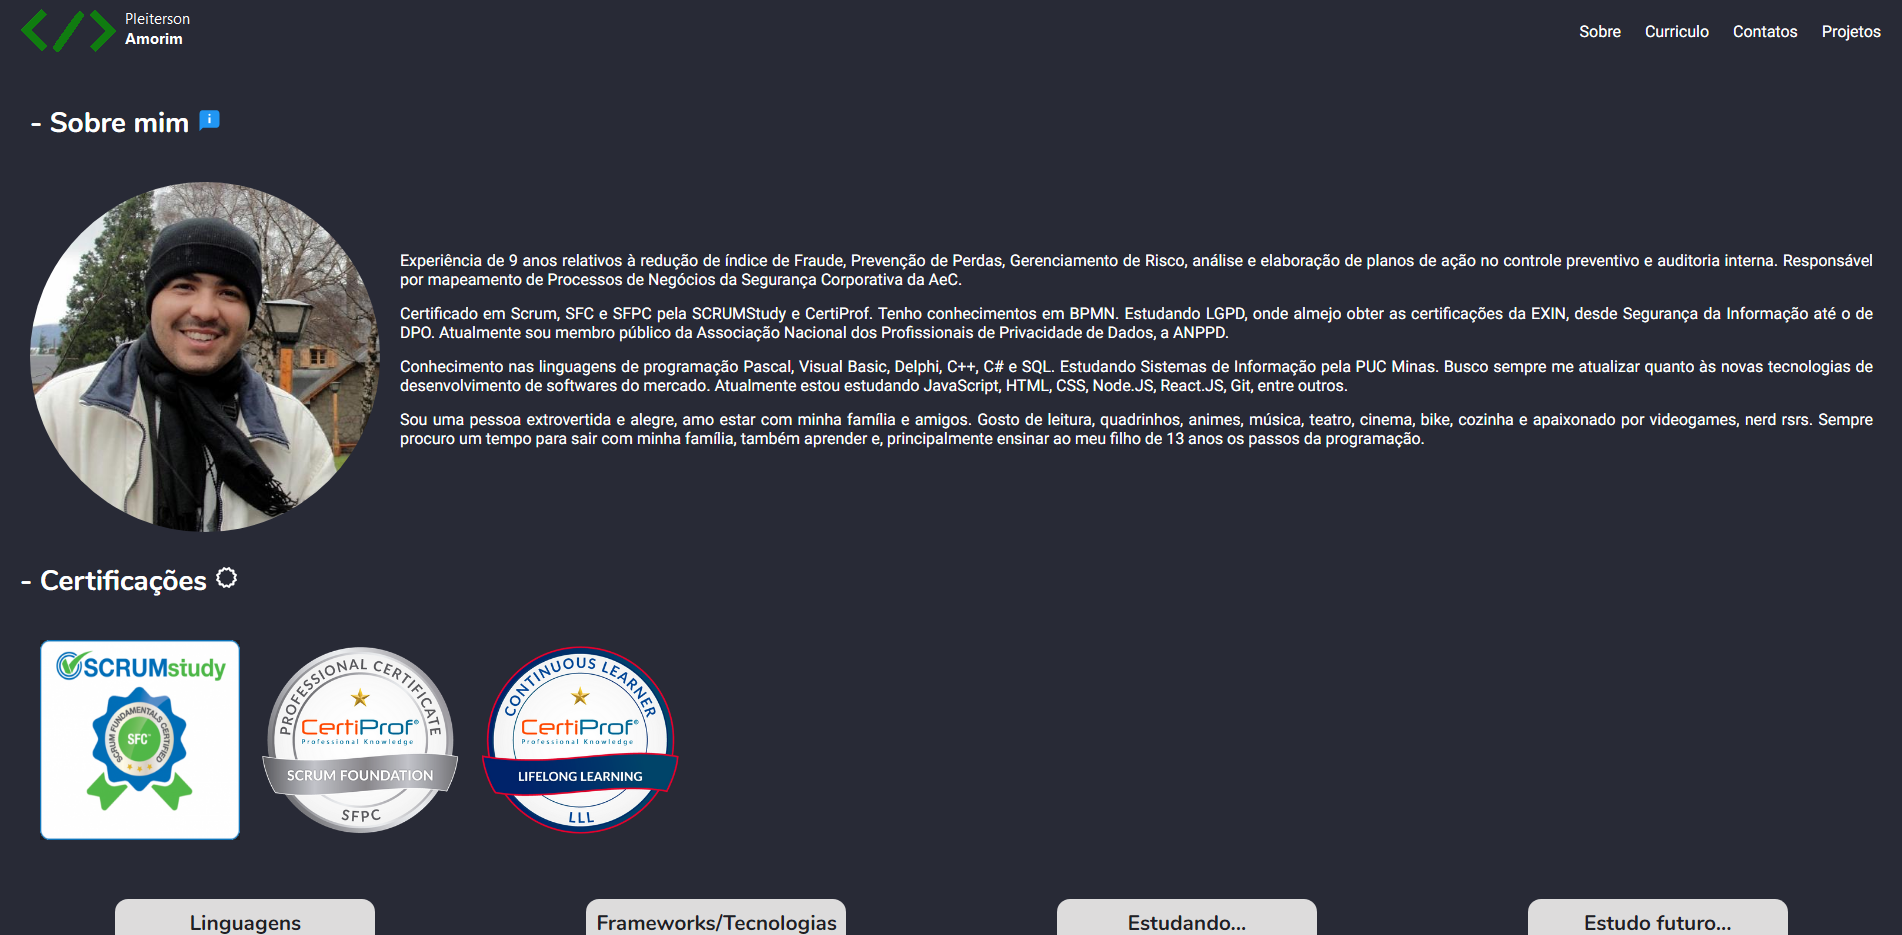 Pleiterson
Amorim
Sobre Curriculo Contatos Projetos
- Sobre mim
i
Experiência de 9 anos relativos à redução de índice de Fraude, Prevenção de Perdas, Gerenciamento de Risco, análise e elaboração de planos de ação no controle preventivo e auditoria interna. Responsável
por mapeamento de Processos de Negócios da Segurança Corporativa da AeC.
Certificado em Scrum, SFC e SFPC pela SCRUMStudy e CertiProf. Tenho conhecimentos em BPMN. Estudando LGPD, onde almejo obter as certificações da EXIN, desde Segurança da Informação até o de
DPO. Atualmente sou membro público da Associação Nacional dos Profissionais de Privacidade de Dados, a ANPPD.
Conhecimento nas linguagens de programação Pascal, Visual Basic, Delphi, C++, C# e SQL. Estudando Sistemas de Informação pela PUC Minas. Busco sempre me atualizar quanto às novas tecnologias de
desenvolvimento de softwares do mercado. Atualmente estou estudando JavaScript, HTML, CSS, Node.JS, React.JS, Git, entre outros.
Sou uma pessoa extrovertida e alegre, amo estar com minha família e amigos. Gosto de leitura, quadrinhos, animes, música, teatro, cinema, bike, cozinha e apaixonado por videogames, nerd rsrs. Sempre
procuro um tempo para sair com minha família, também aprender e, principalmente ensinar ao meu filho de 13 anos os passos da programação.
- Certificações
SCRUMstudy
SCRUM FUNDAMENTALS CERTIFIED
SFC
PROFESSIONAL CERTIFICATE
CertiProf®
Professional Knowledge
SCRUM FOUNDATION
SFPC
CONTINUOUS LEARNER
CertiProf®
Professional Knowledge
LIFELONG LEARNING
LLL
Linguagens
Frameworks/Tecnologias
Estudando...
Estudo futuro...